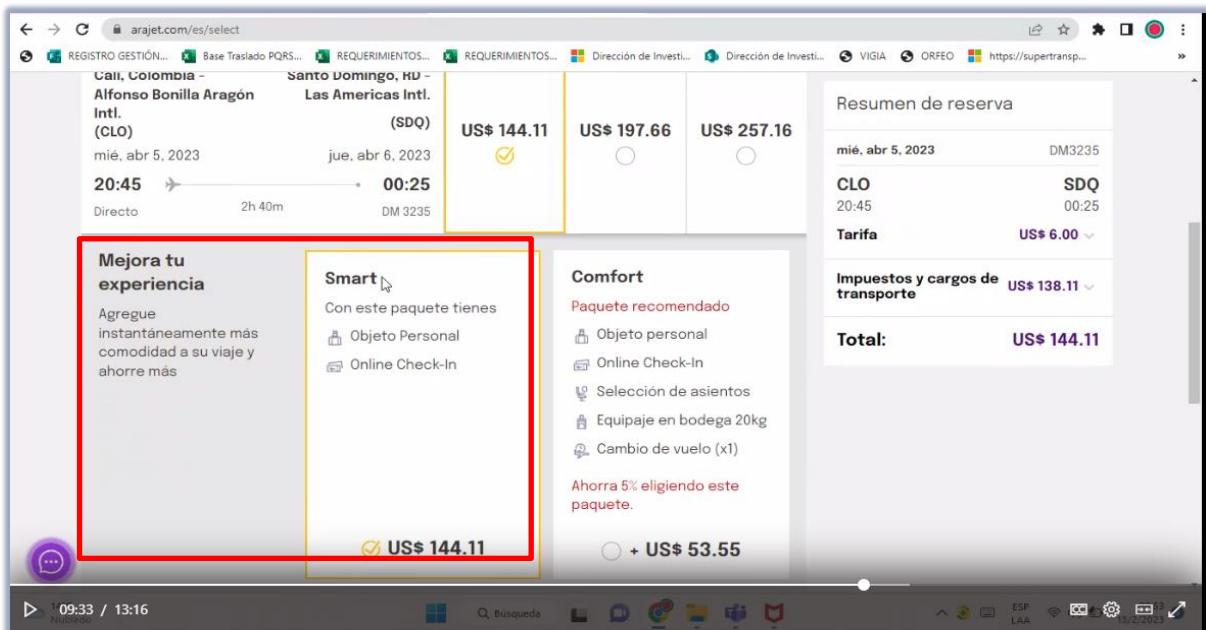 arajet.com/es/select
REGISTRO GESTIÓN... Base Traslado PQRS... REQUERIMIENTOS... REQUERIMIENTOS... Dirección de Investi... Dirección de Investi... VIGIA ORFEO https://supertransp... »
Cali, Colombia - Santo Domingo, RD -
Alfonso Bonilla Aragón Las Americas Intl.
Intl.
(CLO) (SDQ)
mié, abr 5, 2023 jue, abr 6, 2023
20:45 00:25
Directo 2h 40m DM 3235
US$ 144.11 US$ 197.66 US$ 257.16
Mejora tu
experiencia
Agregue
instantáneamente más
comodidad a su viaje y
ahorre más
Smart
Con este paquete tienes
Objeto Personal
Online Check-In
US$ 144.11
Comfort
Paquete recomendado
Objeto personal
Online Check-In
Selección de asientos
Equipaje en bodega 20kg
Cambio de vuelo (x1)
Ahorra 5% eligiendo este
paquete.
+ US$ 53.55
Resumen de reserva
mié, abr 5, 2023 DM3235
CLO SDQ
20:45 00:25
Tarifa US$ 6.00
Impuestos y cargos de
transporte US$ 138.11
Total: US$ 144.11
09:33 / 13:16
Nublado
Búsqueda
ESP
LAA
13/2/2023